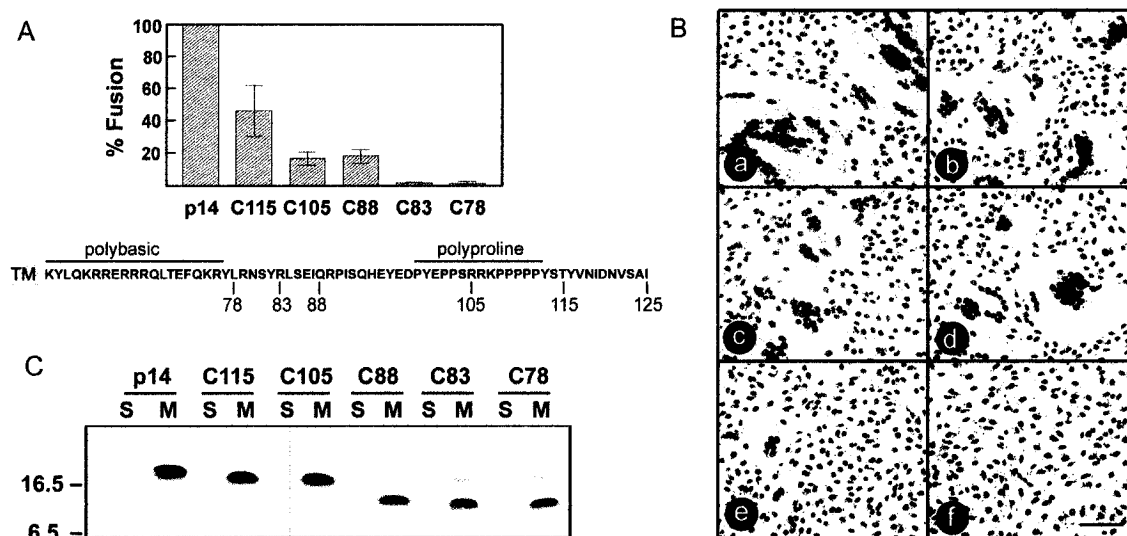 A
100
80
60
40
20
% Fusion
p14 C115 C105 C88 C83 C78
polybasic polyproline
TM KYLQKRRERRRQLTEFQKRYLRNSYRLSEIQRPISQHEYEDPYEPPSRRKPPPPPYSTYVNIDNVSAI
78 83 88 105 115 125
B
a
b
c
d
e
f
C
p14 C115 C105 C88 C83 C78
S M S M S M S M S M S M
16.5
6.5